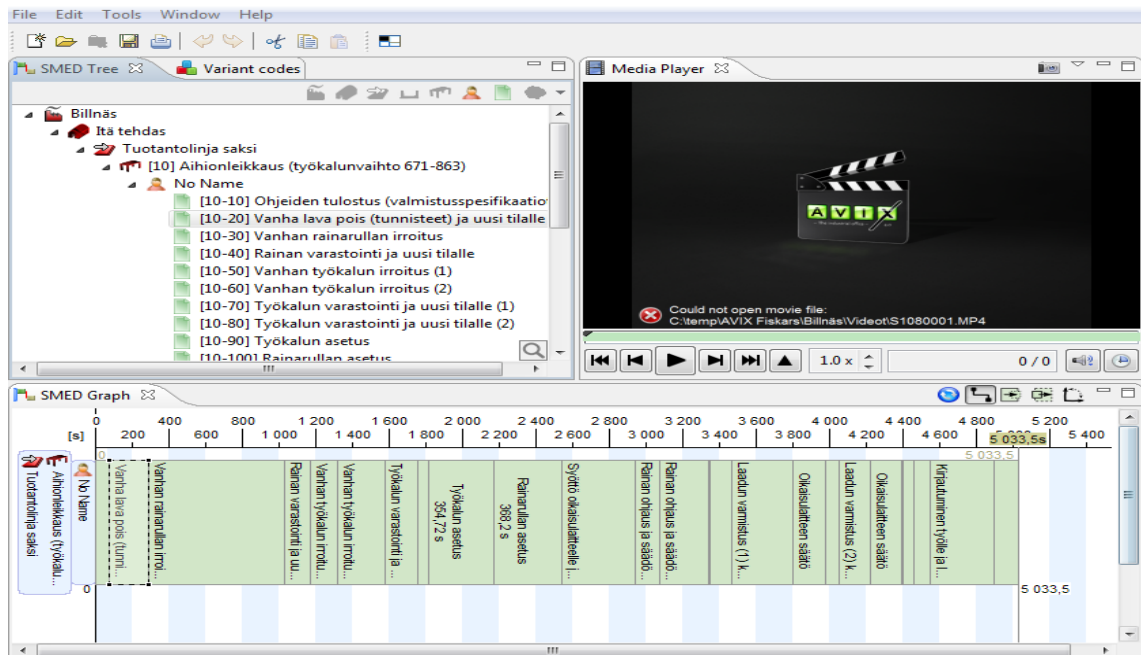 File Edit Tools Window Help
SMED Tree
Variant codes
Billnäs
Itä tehdas
Tuotantolinja saksi
[10] Aihionleikkaus (työkalunvaihto 671-863)
No Name
[10-10] Ohjeiden tulostus (valmistusspesifikaatio
[10-20] Vanha lava pois (tunnisteet) ja uusi tilalle
[10-30] Vanhan rainarullan irroitus
[10-40] Rainan varastointi ja uusi tilalle
[10-50] Vanhan työkalun irroitus (1)
[10-60] Vanhan työkalun irroitus (2)
[10-70] Työkalun varastointi ja uusi tilalle (1)
[10-80] Työkalun varastointi ja uusi tilalle (2)
[10-90] Työkalun asetus
[10-100] Rainarullan asetus
Media Player
AVIX
Could not open movie file:
C:\temp\AVIX Fiskars\Billnäs\Videot\S1080001.MP4
1.0 x
0 / 0
SMED Graph
0 400 800 1 200 1 600 2 000 2 400 2 800 3 200 3 600 4 000 4 400 4 800 5 200
[s] 200 600 1 000 1 400 1 800 2 200 2 600 3 000 3 400 3 800 4 200 4 600 5 033,5s 5 400
0 5 033,5
Tuotantolinja saksi
Aihionleikkaus (työkalu...
No Name
Vanha lava pois (tunni...
Vanhan rainarullan irroi...
Rainan varastointi ja uu...
Vanhan työkalun irroitu...
Vanhan työkalun irroitu...
Työkalun varastointi ja ...
Työkalun asetus
354,72 s
Rainarullan asetus
368,2 s
Syöttö oikaisulaitteelle j...
Rainan ohjaus ja säädö...
Rainan ohjaus ja säädö...
Laadun varmistus (1) k...
Oikaisulaitteen säätö
Laadun varmistus (2) k...
Oikaisulaitteen säätö
Kirjautuminen työlle ja l...
0 5 033,5